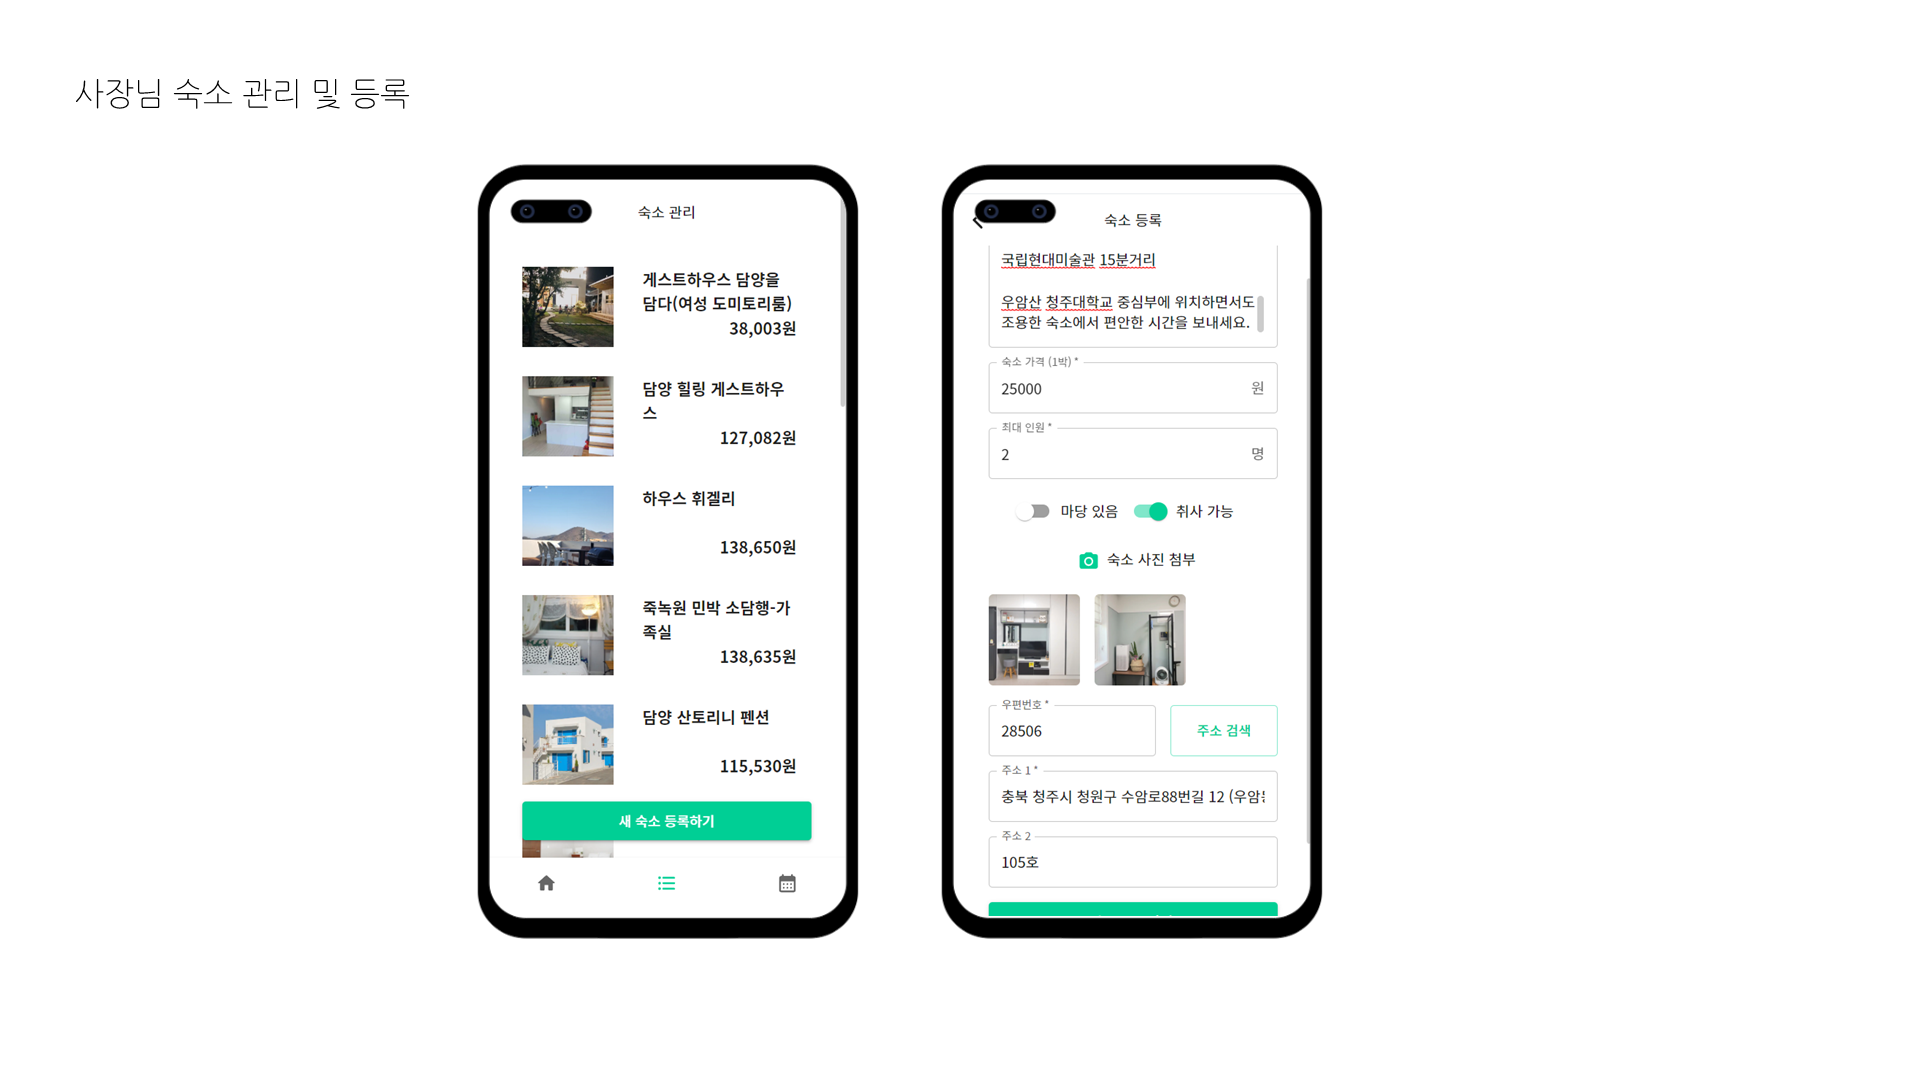 사장님 숙소 관리 및 등록
숙소 관리
게스트하우스 담양을
담다(여성 도미토리룸)
38,003원
담양 힐링 게스트하우
스
127,082원
하우스 휘겔리
138,650원
죽녹원 민박 소담행-가
족실
138,635원
담양 산토리니 펜션
115,530원
새 숙소 등록하기
숙소 등록
국립현대미술관 15분거리
우암산 청주대학교 중심부에 위치하면서도
조용한 숙소에서 편안한 시간을 보내세요.
숙소 가격 (1박) *
25000 원
최대 인원 *
2 명
마당 있음 취사 가능
숙소 사진 첨부
우편번호 *
28506 주소 검색
주소 1 *
충북 청주시 청원구 수암로88번길 12 (우암동
주소 2
105호